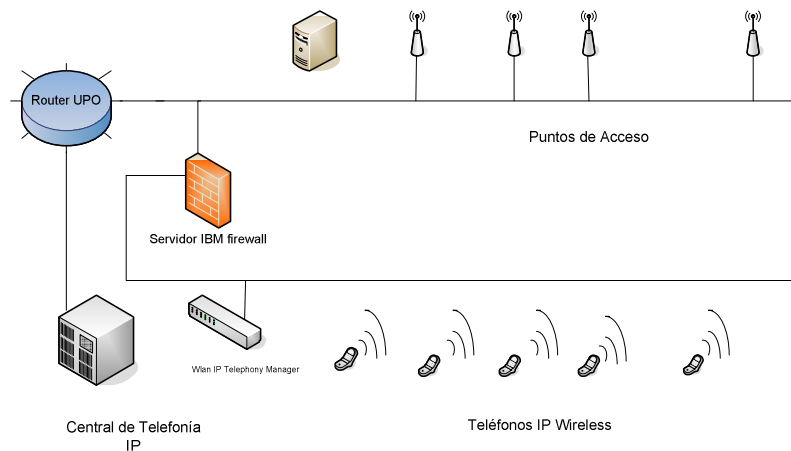 Router UPO
Puntos de Acceso
Servidor IBM firewall
Wlan IP Telephony Manager
Central de Telefonía
IP
Teléfonos IP Wireless